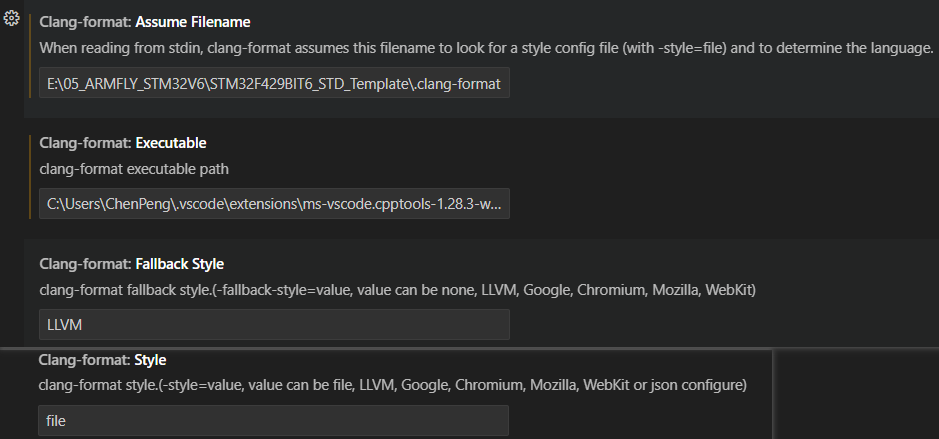 Clang-format: Assume Filename
When reading from stdin, clang-format assumes this filename to look for a style config file (with -style=file) and to determine the language.
E:\05_ARMFLY_STM32V6\STM32F429BIT6_STD_Template\.clang-format
Clang-format: Executable
clang-format executable path
C:\Users\ChenPeng\.vscode\extensions\ms-vscode.cpptools-1.28.3-w...
Clang-format: Fallback Style
clang-format fallback style.(-fallback-style=value, value can be none, LLVM, Google, Chromium, Mozilla, WebKit)
LLVM
Clang-format: Style
clang-format style.(-style=value, value can be file, LLVM, Google, Chromium, Mozilla, WebKit or json configure)
file